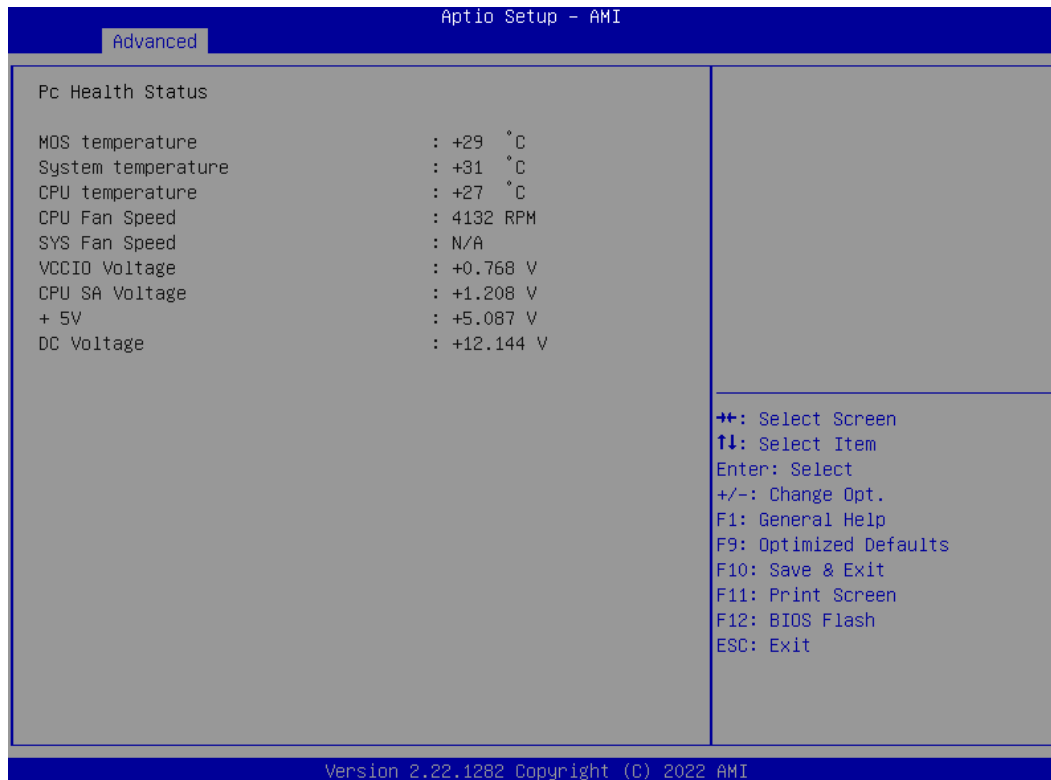 Aptio Setup – AMI
Advanced
Pc Health Status
MOS temperature : +29 °C
System temperature : +31 °C
CPU temperature : +27 °C
CPU Fan Speed : 4132 RPM
SYS Fan Speed : N/A
VCCIO Voltage : +0.768 V
CPU SA Voltage : +1.208 V
+ 5V : +5.087 V
DC Voltage : +12.144 V
→←: Select Screen
↑↓: Select Item
Enter: Select
+/-: Change Opt.
F1: General Help
F9: Optimized Defaults
F10: Save & Exit
F11: Print Screen
F12: BIOS Flash
ESC: Exit
Version 2.22.1282 Copyright (C) 2022 AMI